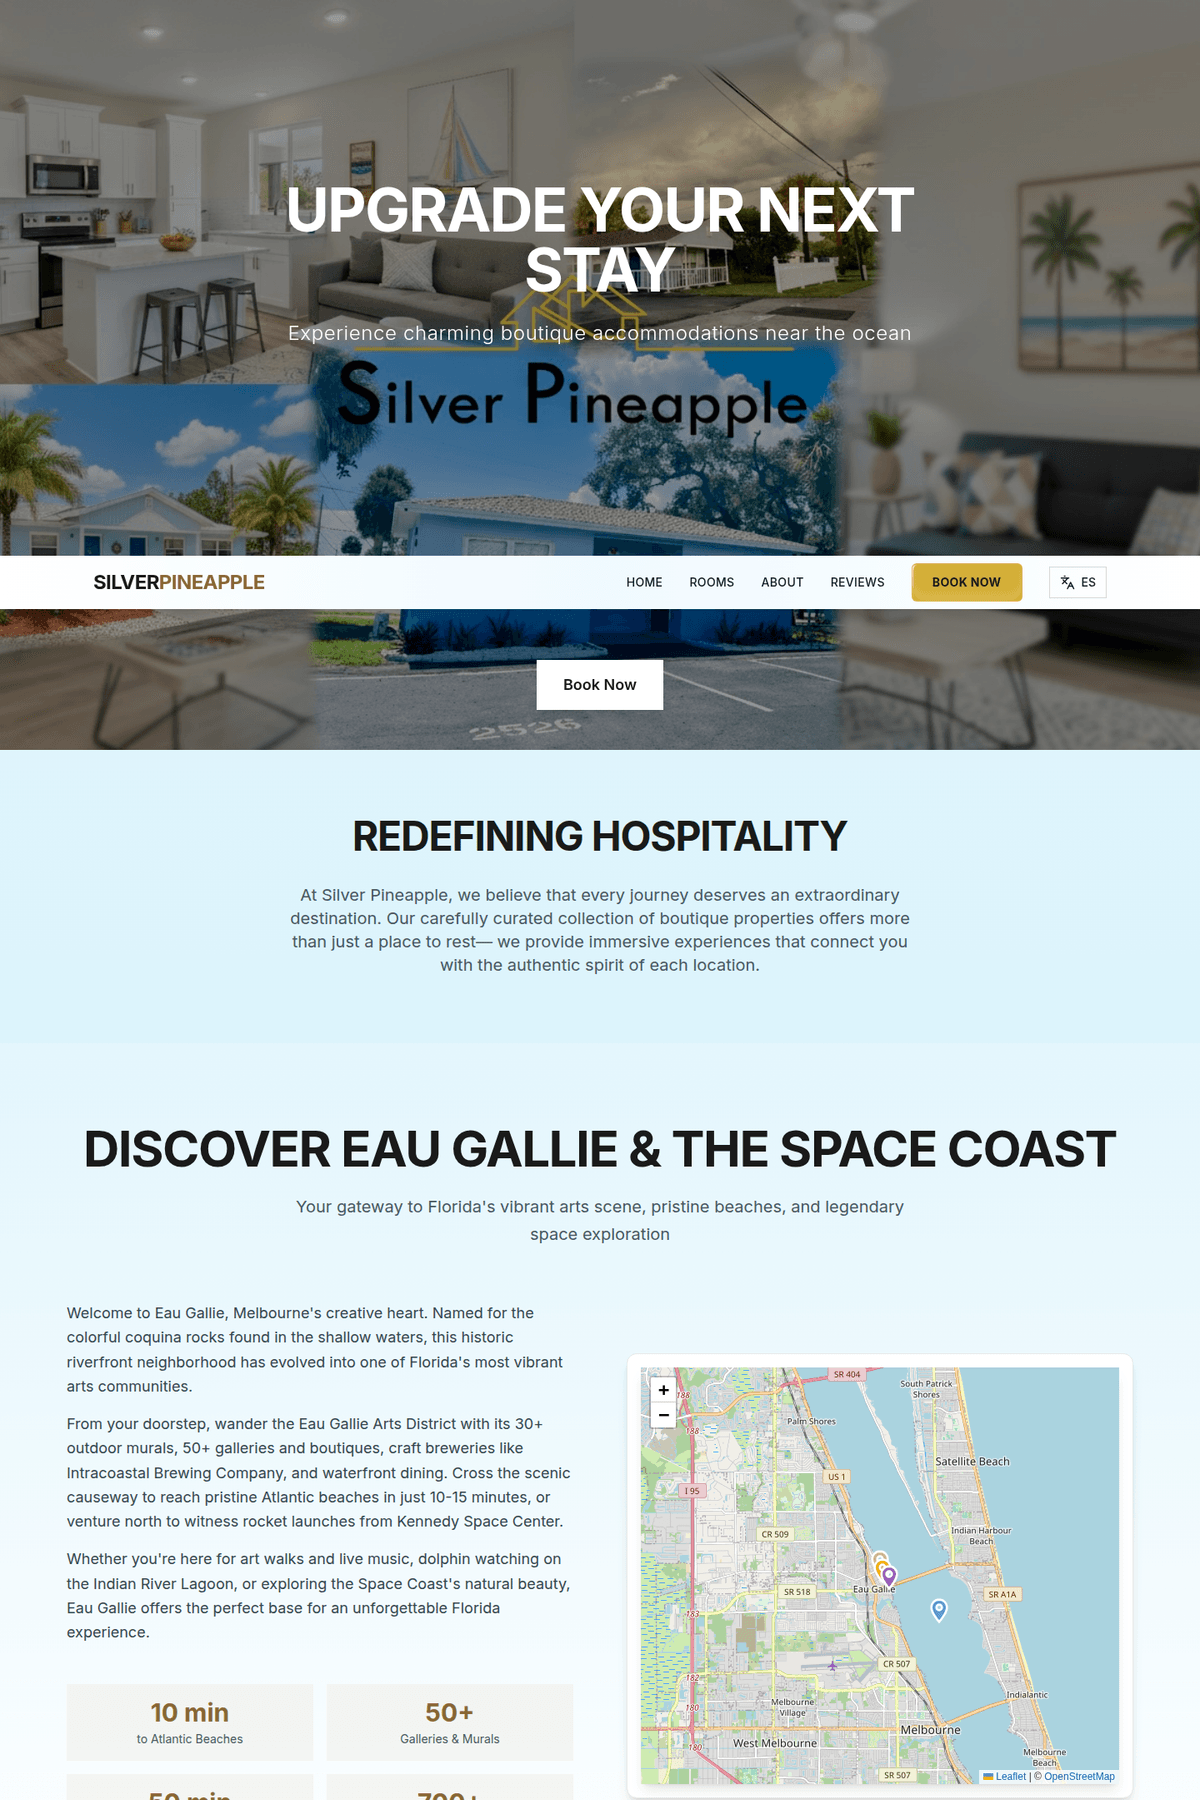 UPGRADE YOUR NEXT
STAY
Experience charming boutique accommodations near the ocean
Silver Pineapple
SILVERPINEAPPLE
HOME
ROOMS
ABOUT
REVIEWS
BOOK NOW
ES
Book Now
2526
REDEFINING HOSPITALITY
At Silver Pineapple, we believe that every journey deserves an extraordinary
destination. Our carefully curated collection of boutique properties offers more
than just a place to rest— we provide immersive experiences that connect you
with the authentic spirit of each location.
DISCOVER EAU GALLIE & THE SPACE COAST
Your gateway to Florida's vibrant arts scene, pristine beaches, and legendary
space exploration
Welcome to Eau Gallie, Melbourne's creative heart. Named for the
colorful coquina rocks found in the shallow waters, this historic
riverfront neighborhood has evolved into one of Florida's most vibrant
arts communities.
From your doorstep, wander the Eau Gallie Arts District with its 30+
outdoor murals, 50+ galleries and boutiques, craft breweries like
Intracoastal Brewing Company, and waterfront dining. Cross the scenic
causeway to reach pristine Atlantic beaches in just 10-15 minutes, or
venture north to witness rocket launches from Kennedy Space Center.
Whether you're here for art walks and live music, dolphin watching on
the Indian River Lagoon, or exploring the Space Coast's natural beauty,
Eau Gallie offers the perfect base for an unforgettable Florida
experience.
10 min
to Atlantic Beaches
50+
Galleries & Murals
50 min
700+
+
−
188
188
SR 404
South Patrick
Shores
Palm Shores
Satellite Beach
US 1
I 95
CR 509
Indian Harbour
Beach
Eau Gallie
SR 518
SR A1A
183
CR 507
182
Melbourne
Village
Indialantic
180
Melbourne
West Melbourne
180
Melbourne
Beach
SR 507
Leaflet | © OpenStreetMap